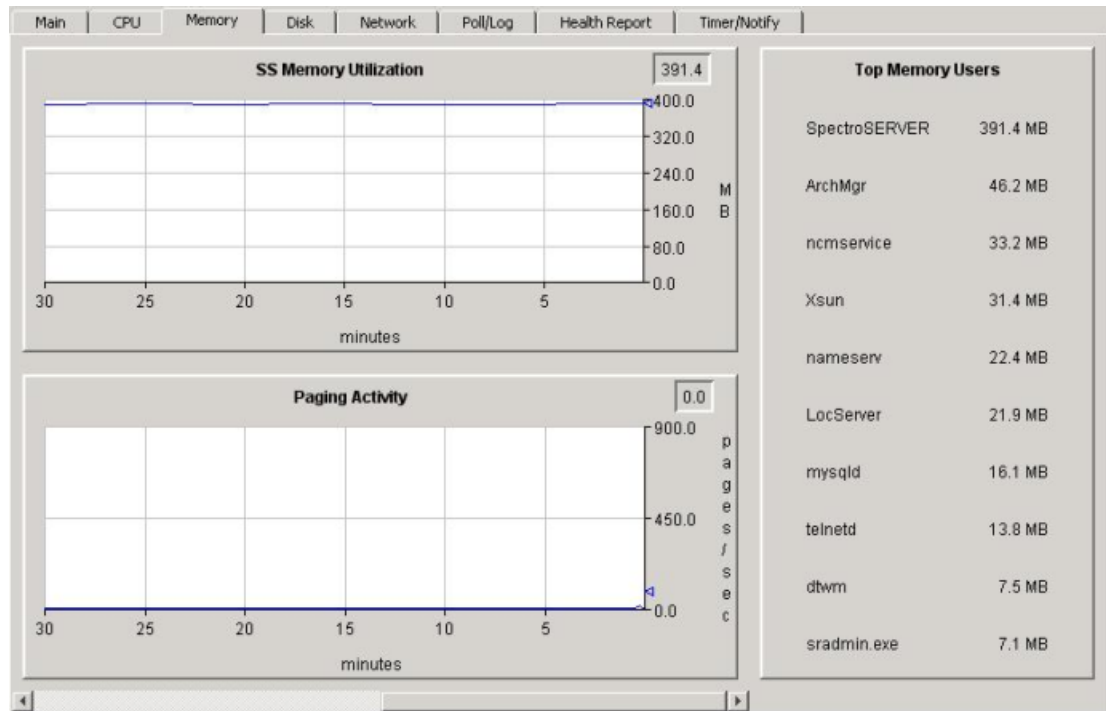 Main CPU Memory Disk Network Poll/Log Health Report Timer/Notify
SS Memory Utilization
391.4
400.0
320.0
240.0
160.0
80.0
0.0
MB
30 25 20 15 10 5
minutes
Paging Activity
0.0
900.0
450.0
0.0
pages/sec
30 25 20 15 10 5
minutes
Top Memory Users
SpectroSERVER 391.4 MB
ArchMgr 46.2 MB
ncmservice 33.2 MB
Xsun 31.4 MB
nameserv 22.4 MB
LocServer 21.9 MB
mysqld 16.1 MB
telnetd 13.8 MB
dtwm 7.5 MB
sradmin.exe 7.1 MB